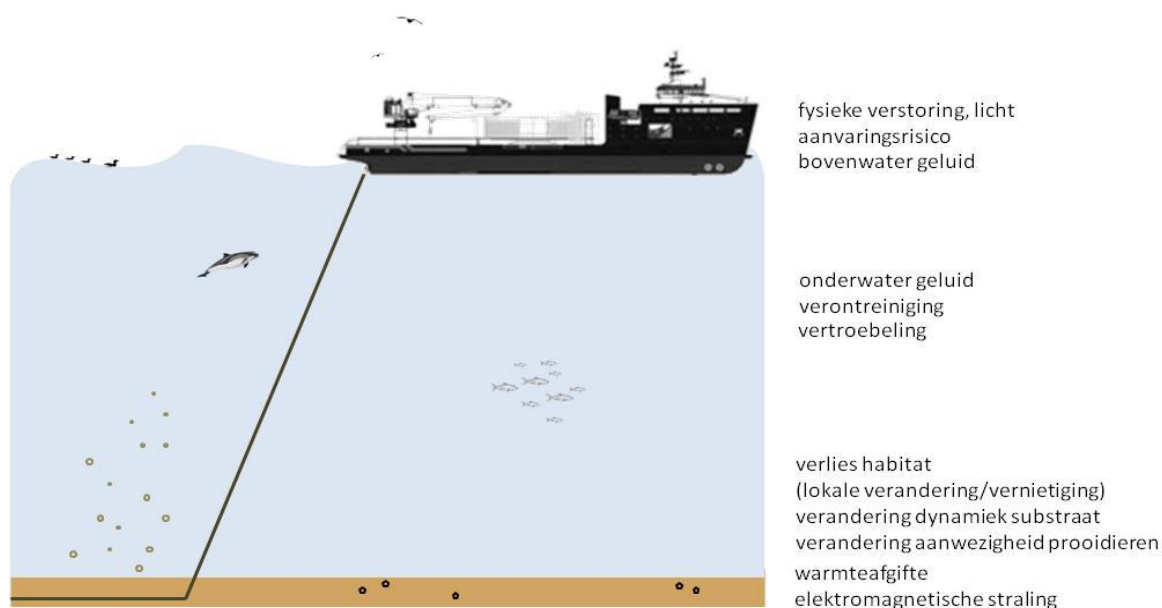 fysieke verstoring, licht
aanvaringsrisico
bovenwater geluid
onderwater geluid
verontreiniging
vertroebeling
verlies habitat
(lokale verandering/vernietiging)
verandering dynamiek substraat
verandering aanwezigheid prooidieren
warmteafgifte
elektromagnetische straling